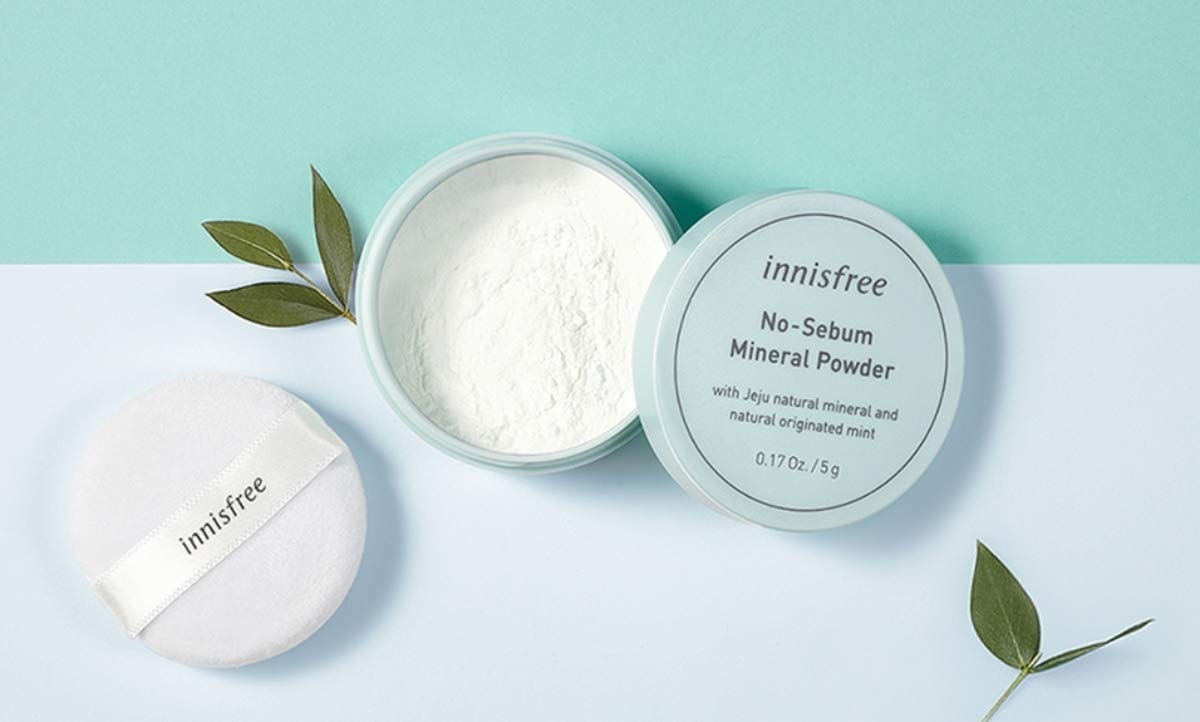 innisfree
No-Sebum
Mineral Powder
with Jeju natural mineral and
natural originated mint
0.17 Oz. / 5 g
innisfree